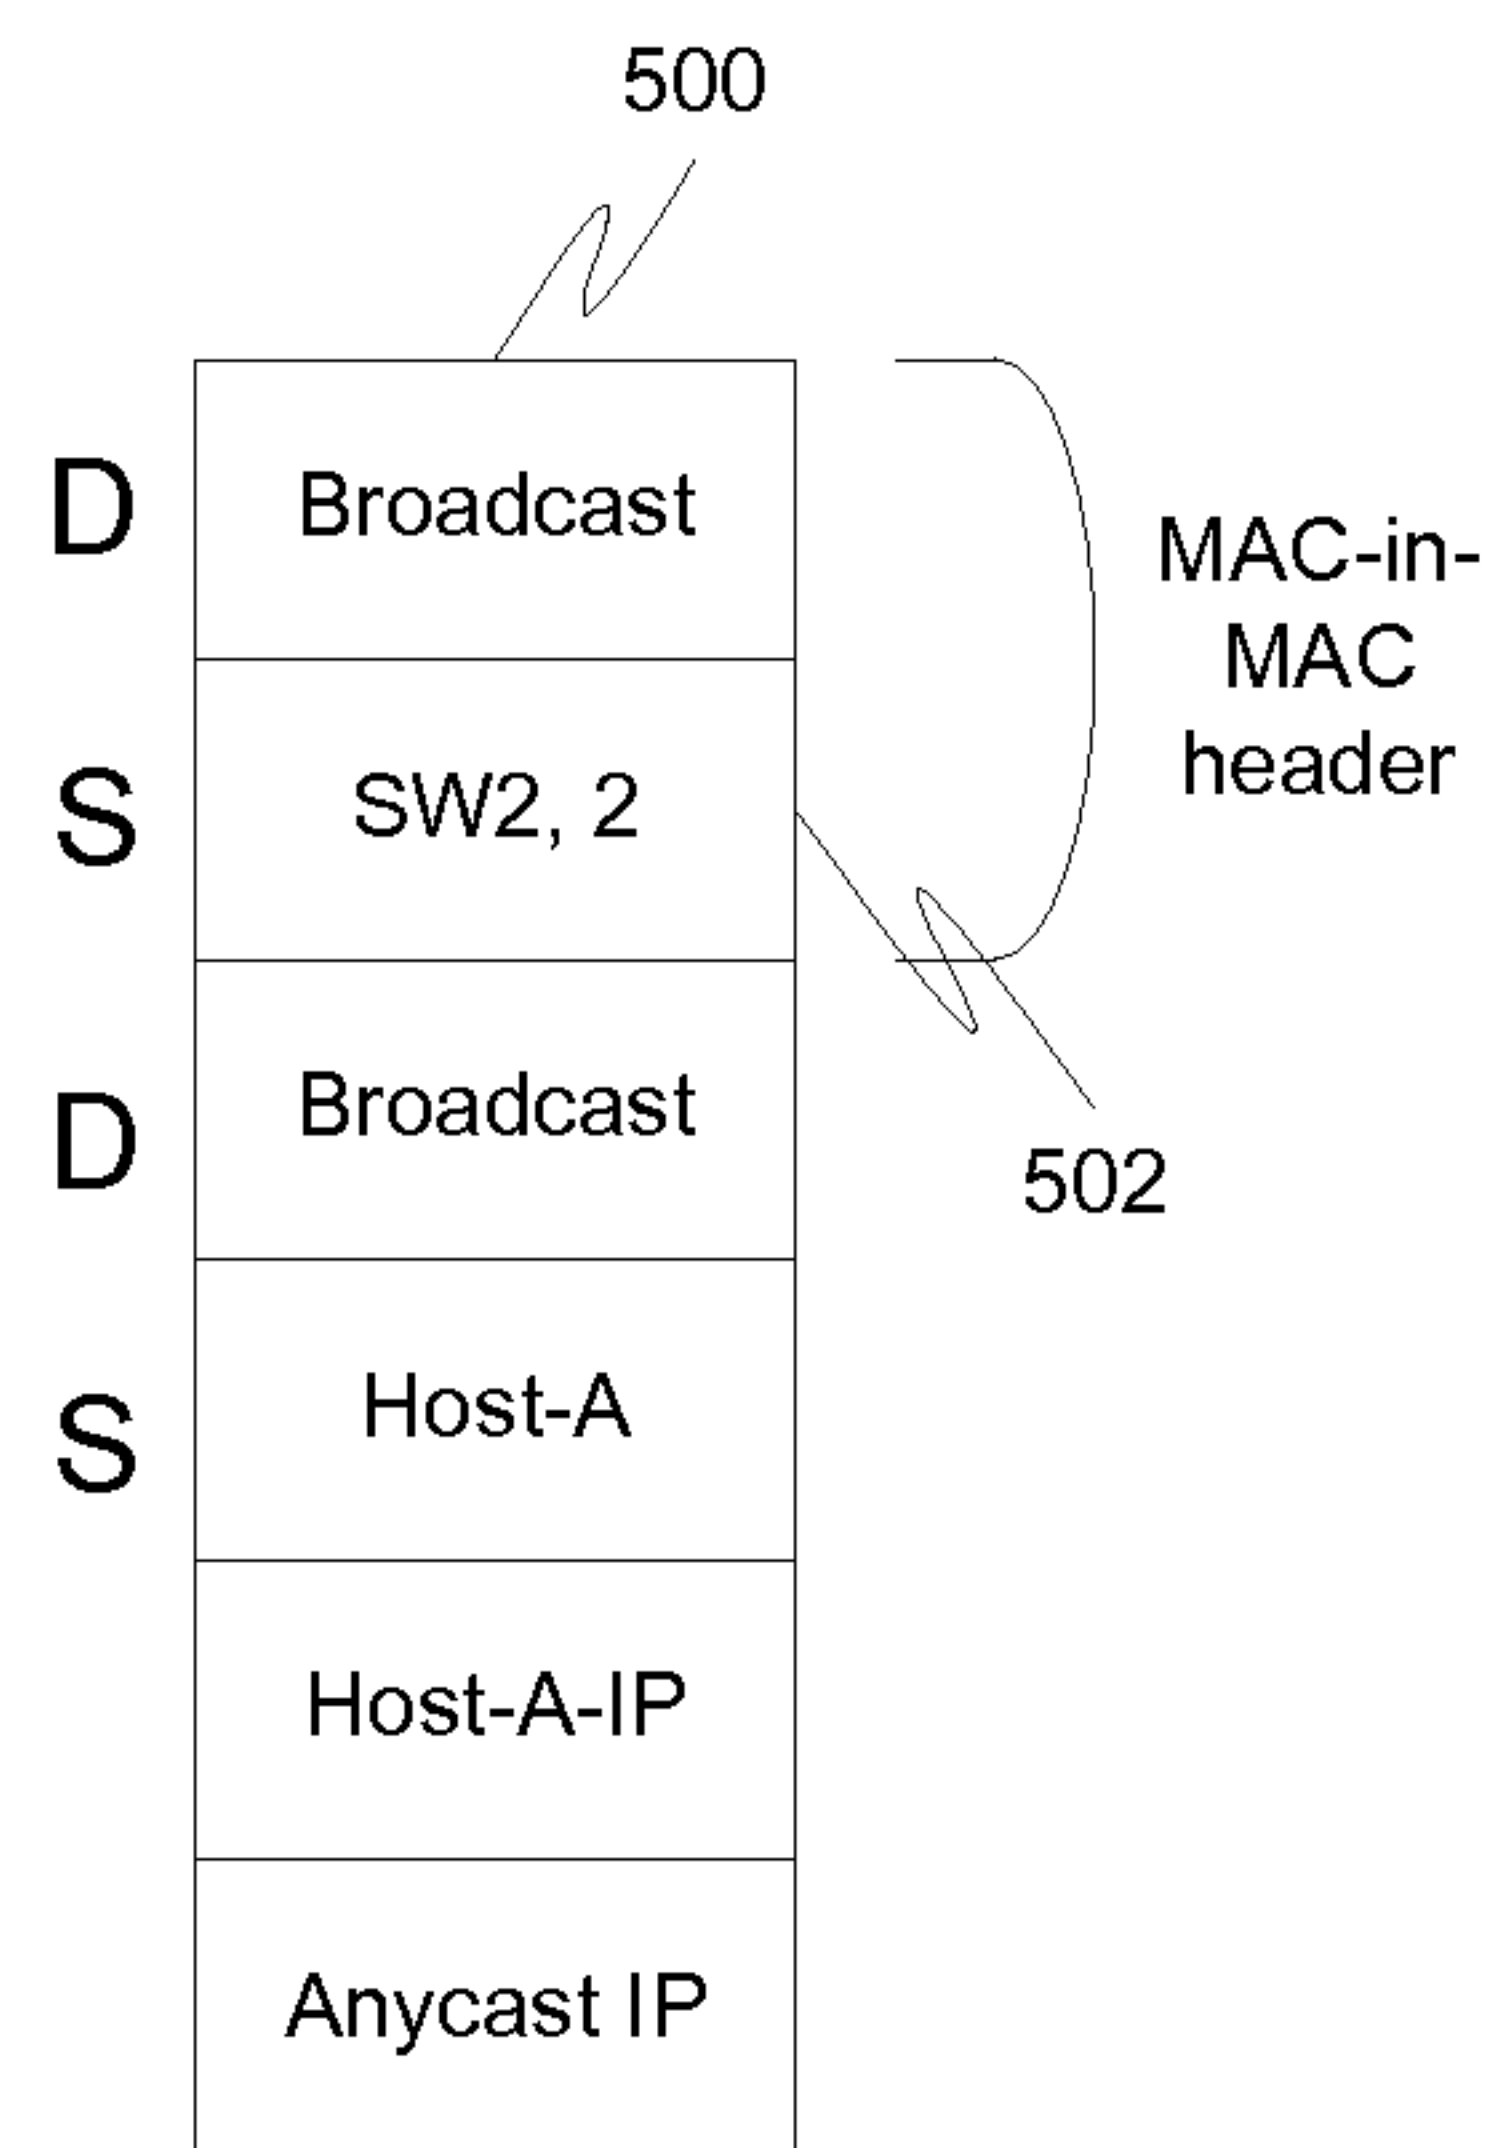 500
D
Broadcast
MAC-in-
MAC
header
S
SW2, 2
D
Broadcast
502
S
Host-A
Host-A-IP
Anycast IP